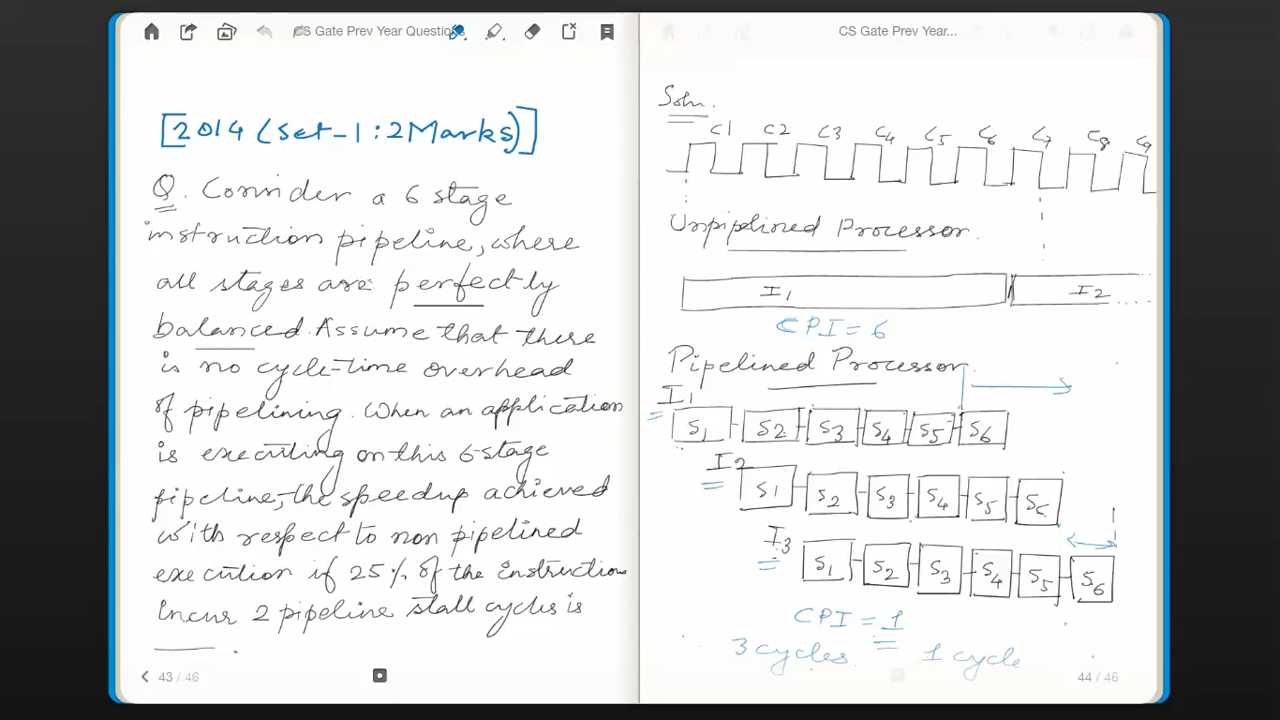 CS Gate Prev Year Questio
[2014 (Set-1 : 2 Marks)]
Q. Consider a 6 stage
instruction pipeline, where
all stages are perfectly
balanced. Assume that there
is no cycle-time overhead
of pipelining. When an application
is executing on this 6-stage
pipeline, the speedup achieved
with respect to non pipelined
execution if 25% of the Instructions
incur 2 pipeline stall cycles is
____ .
43 / 46
CS Gate Prev Year...
Soln.
C1 C2 C3 C4 C5 C6 C7 C8 C9
Unpipelined Processor.
I1 I2 ....
CPI = 6
Pipelined Processor
I1
S1 S2 S3 S4 S5 S6
I2
S1 S2 S3 S4 S5 S6
I3
S1 S2 S3 S4 S5 S6
CPI = 1
3 cycles 1 cycle
44 / 46